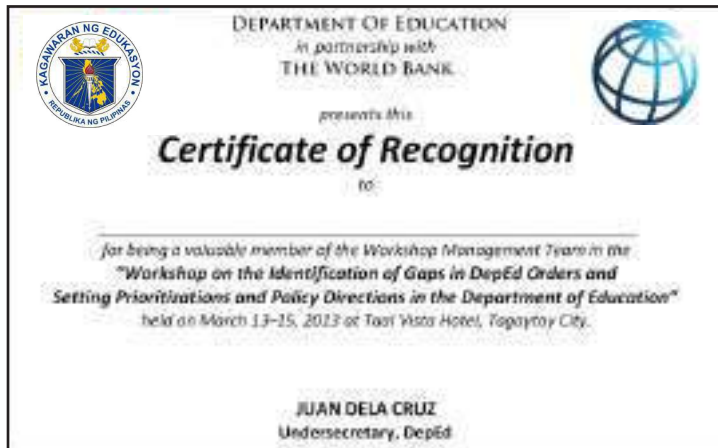 DEPARTMENT OF EDUCATION
in partnership with
THE WORLD BANK
KAGAWARAN NG EDUKASYON
REPUBLIKA NG PILIPINAS
presents this
Certificate of Recognition
to
for being a valuable member of the Workshop Management Team in the
"Workshop on the Identification of Gaps in DepEd Orders and
Setting Prioritizations and Policy Directions in the Department of Education"
held on March 13–15, 2013 at Taal Vista Hotel, Tagaytay City.
JUAN DELA CRUZ
Undersecretary, DepEd